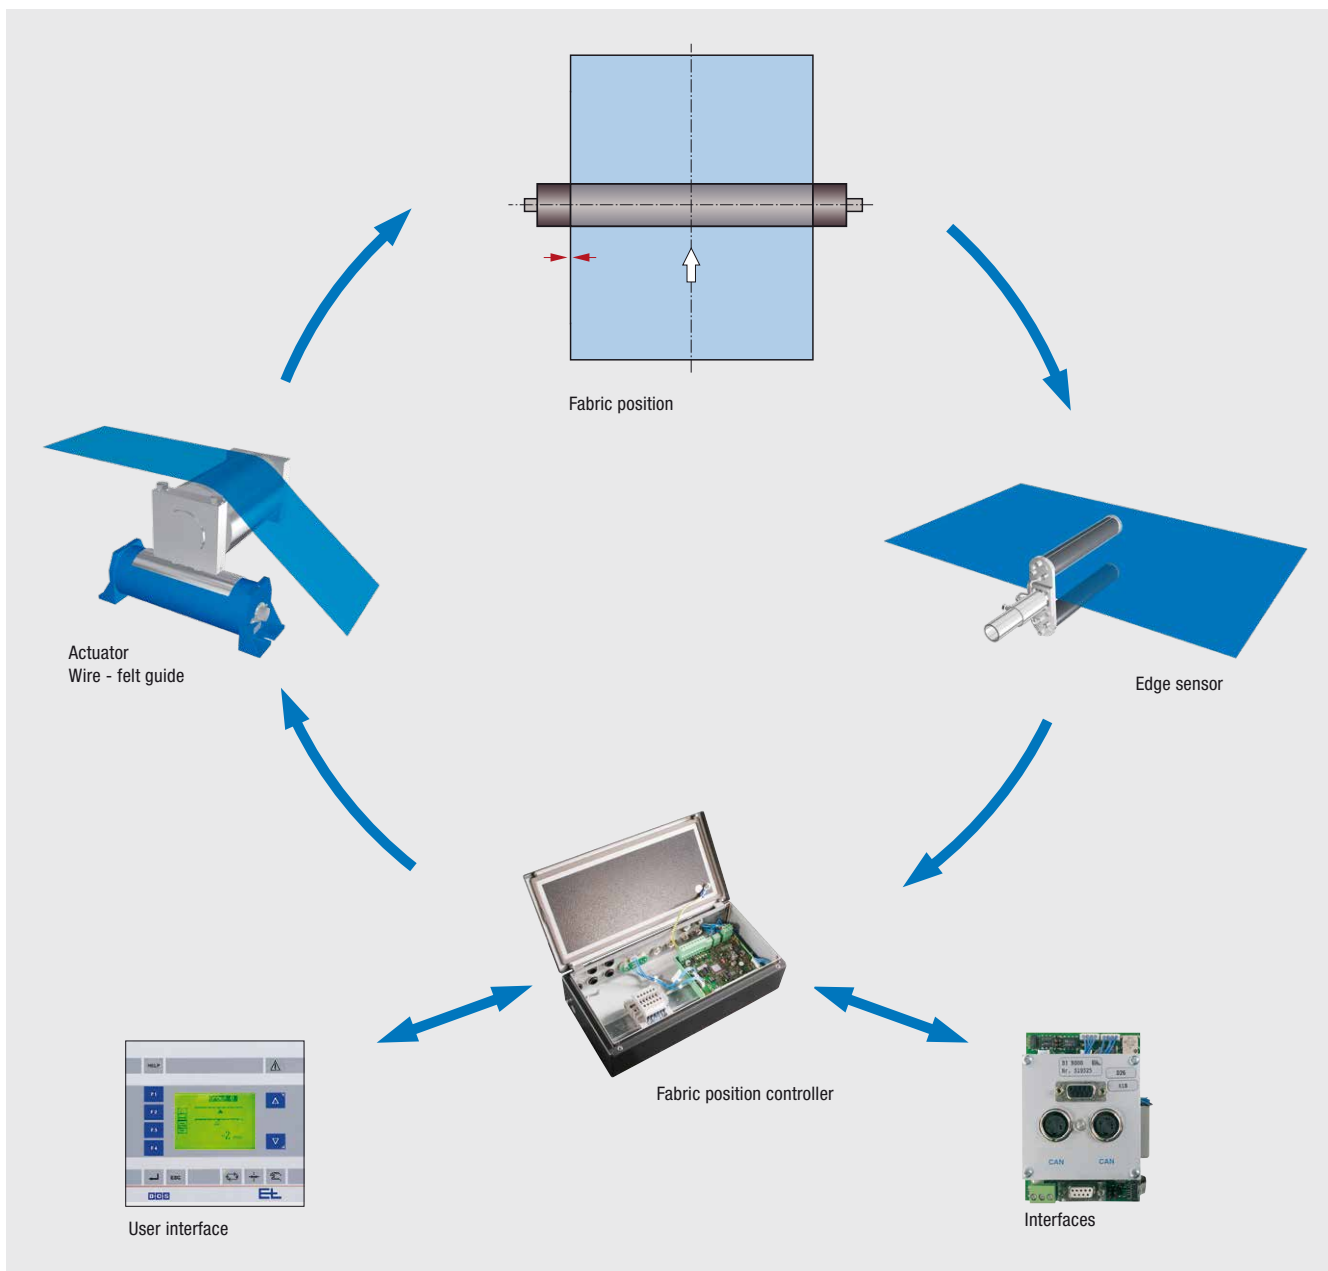 Fabric position
Actuator
Wire - felt guide
Edge sensor
Fabric position controller
HELP
F1
F2
F3
F4
ESC
User interface
CAN CAN
Interfaces